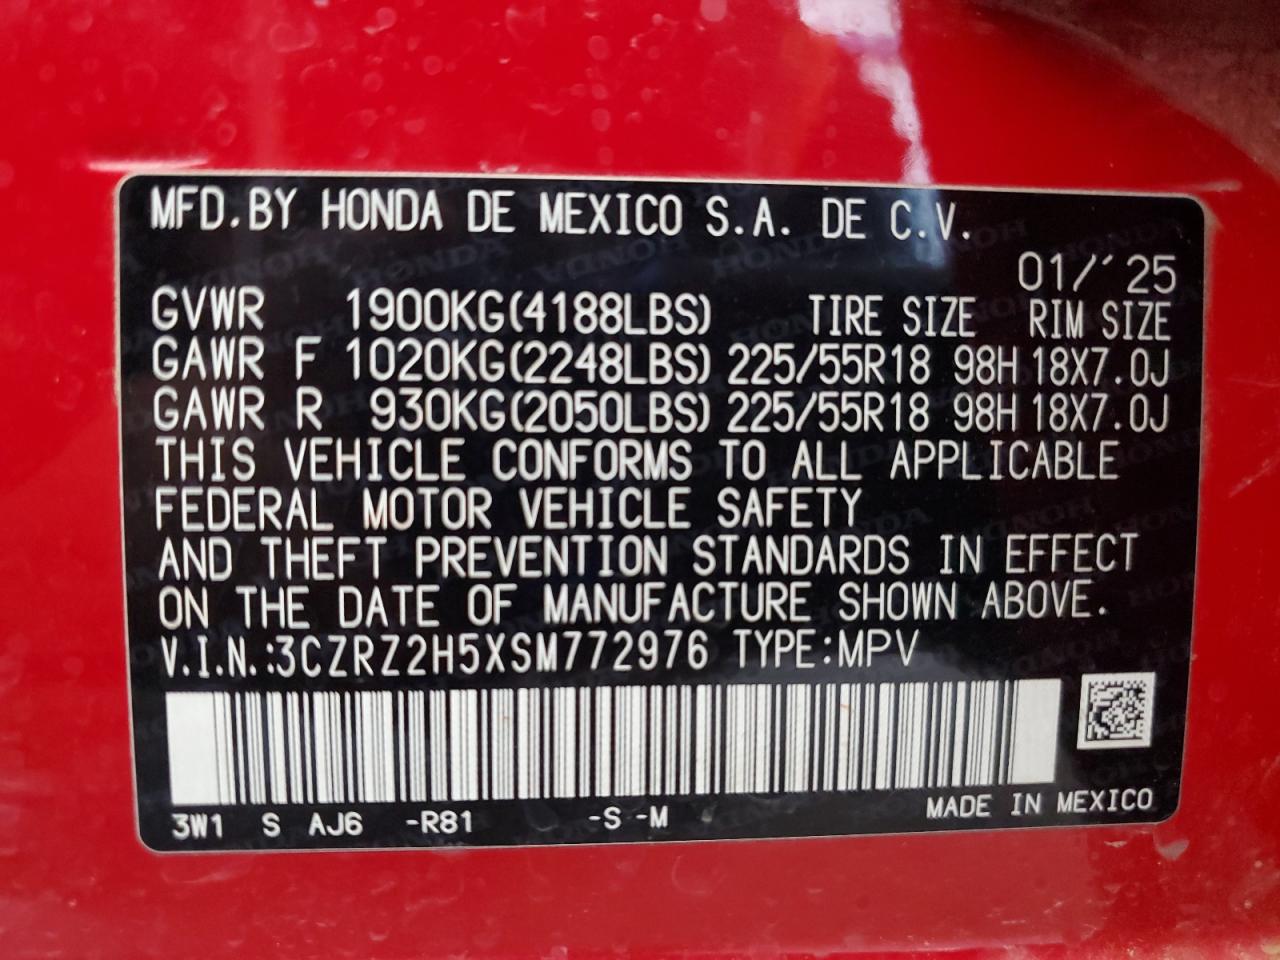 MFD.BY HONDA DE MEXICO S.A. DE C.V.
01/´25
GVWR 1900KG(4188LBS) TIRE SIZE RIM SIZE
GAWR F 1020KG(2248LBS) 225/55R18 98H 18X7.0J
GAWR R 930KG(2050LBS) 225/55R18 98H 18X7.0J
THIS VEHICLE CONFORMS TO ALL APPLICABLE
FEDERAL MOTOR VEHICLE SAFETY
AND THEFT PREVENTION STANDARDS IN EFFECT
ON THE DATE OF MANUFACTURE SHOWN ABOVE.
V.I.N.:3CZRZ2H5XSM772976 TYPE:MPV
3W1 S AJ6 -R81 -S -M MADE IN MEXICO